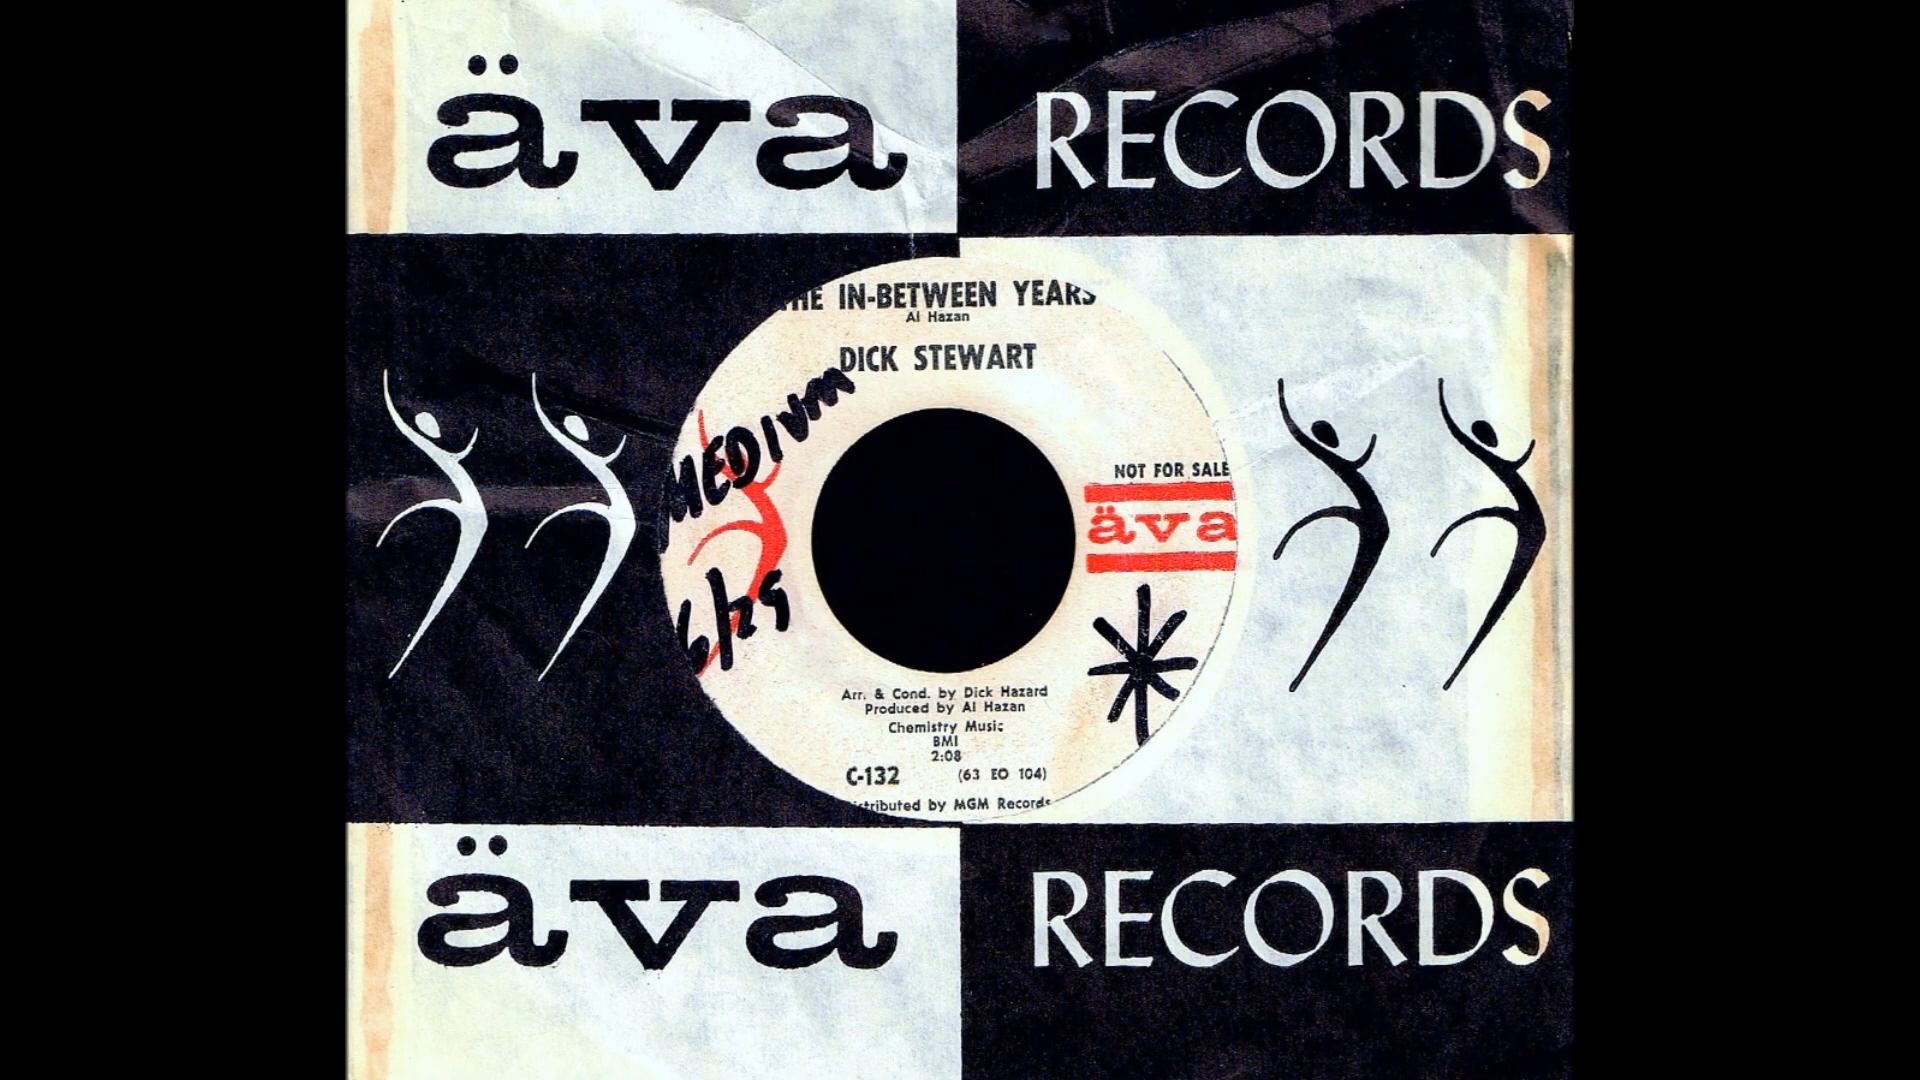 äva RECORDS
HE IN-BETWEEN YEARS
Al Hazan
DICK STEWART
MEDIUM
NOT FOR SALE
äva
Arr. & Cond. by Dick Hazard
Produced by Al Hazan
Chemistry Music
BMI
2:08
C-132 (63 EO 104)
tributed by MGM Records
äva RECORDS